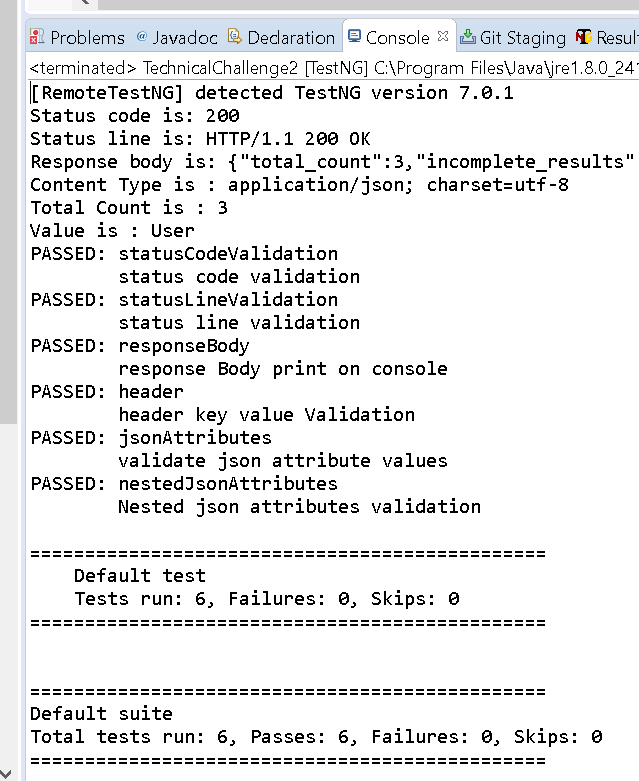 Problems @ Javadoc Declaration Console Git Staging Resul
<terminated> TechnicalChallenge2 [TestNG] C:\Program Files\Java\jre1.8.0_241
[RemoteTestNG] detected TestNG version 7.0.1
Status code is: 200
Status line is: HTTP/1.1 200 OK
Response body is: {"total_count":3,"incomplete_results"
Content Type is : application/json; charset=utf-8
Total Count is : 3
Value is : User
PASSED: statusCodeValidation
        status code validation
PASSED: statusLineValidation
        status line validation
PASSED: responseBody
        response Body print on console
PASSED: header
        header key value Validation
PASSED: jsonAttributes
        validate json attribute values
PASSED: nestedJsonAttributes
        Nested json attributes validation
===============================================
    Default test
    Tests run: 6, Failures: 0, Skips: 0
===============================================
===============================================
Default suite
Total tests run: 6, Passes: 6, Failures: 0, Skips: 0
===============================================